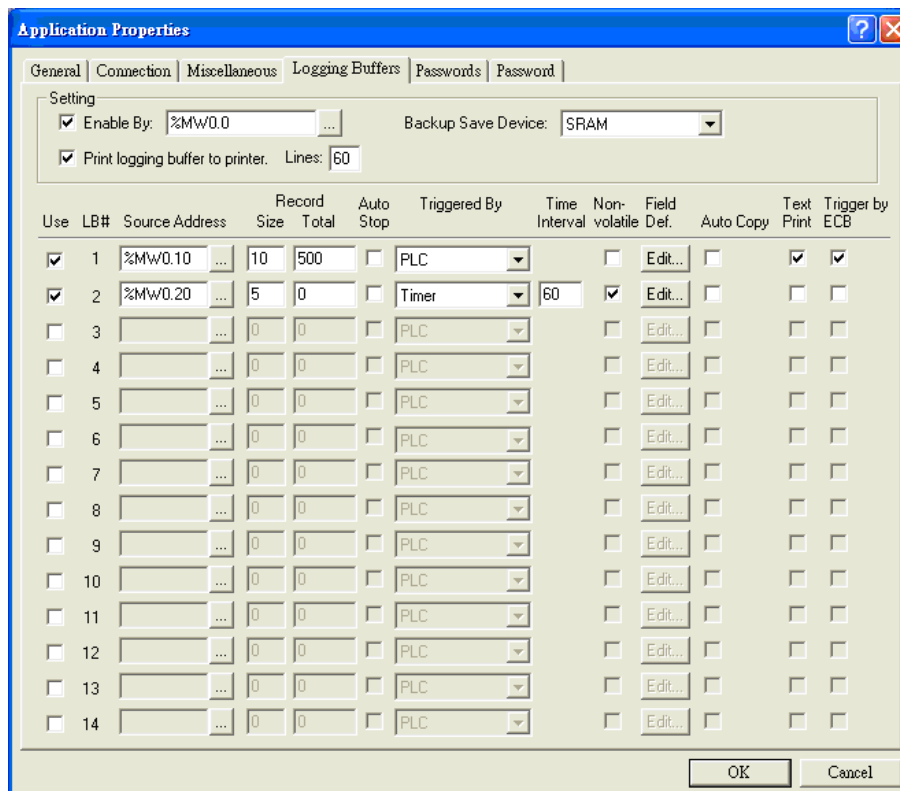 Application Properties
General Connection Miscellaneous Logging Buffers Passwords Password
Setting
Enable By: %MW0.0 ... Backup Save Device: SRAM
Print logging buffer to printer. Lines: 60
Record Auto Triggered By Time Non- Field Text Trigger by
Use LB# Source Address Size Total Stop Interval volatile Def. Auto Copy Print ECB
1 %MW0.10 ... 10 500 PLC Edit...
2 %MW0.20 ... 5 0 Timer 60 Edit...
3 ... 0 0 PLC Edit...
4 ... 0 0 PLC Edit...
5 ... 0 0 PLC Edit...
6 ... 0 0 PLC Edit...
7 ... 0 0 PLC Edit...
8 ... 0 0 PLC Edit...
9 ... 0 0 PLC Edit...
10 ... 0 0 PLC Edit...
11 ... 0 0 PLC Edit...
12 ... 0 0 PLC Edit...
13 ... 0 0 PLC Edit...
14 ... 0 0 PLC Edit...
OK Cancel